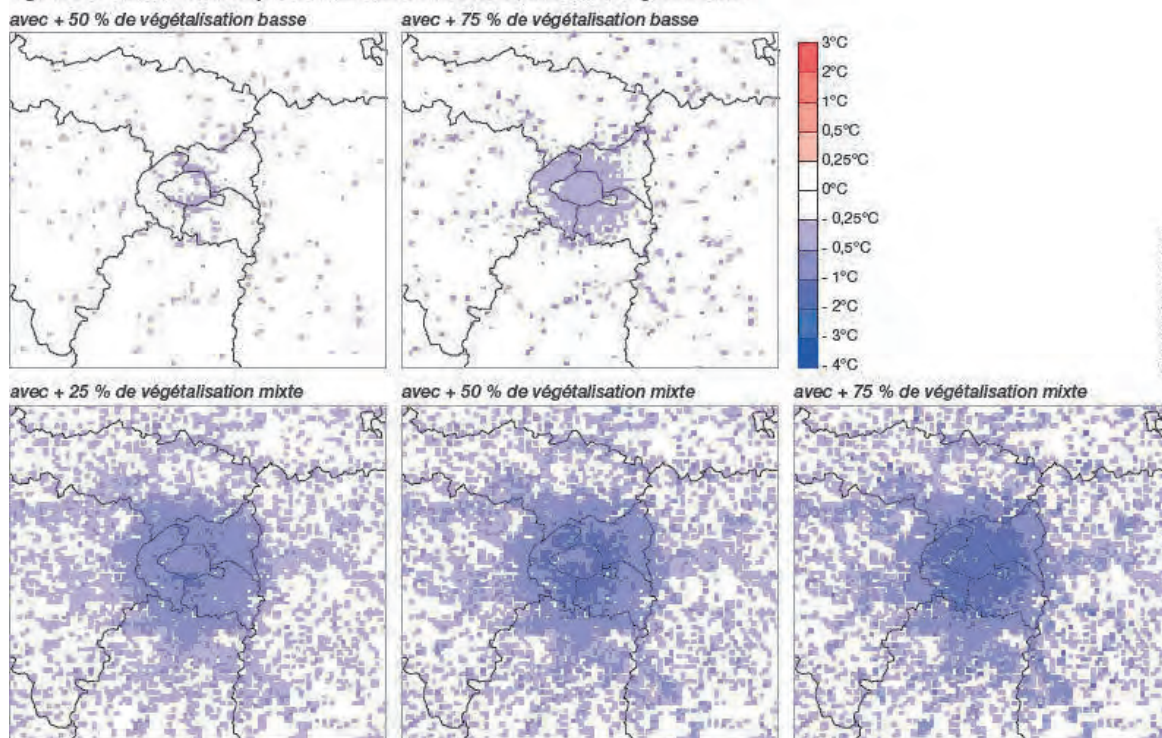 avec + 50 % de végétalisation basse
avec + 75 % de végétalisation basse
3°C
2°C
1°C
0,5°C
0,25°C
0°C
- 0,25°C
- 0,5°C
- 1°C
- 2°C
- 3°C
- 4°C
avec + 25 % de végétalisation mixte
avec + 50 % de végétalisation mixte
avec + 75 % de végétalisation mixte